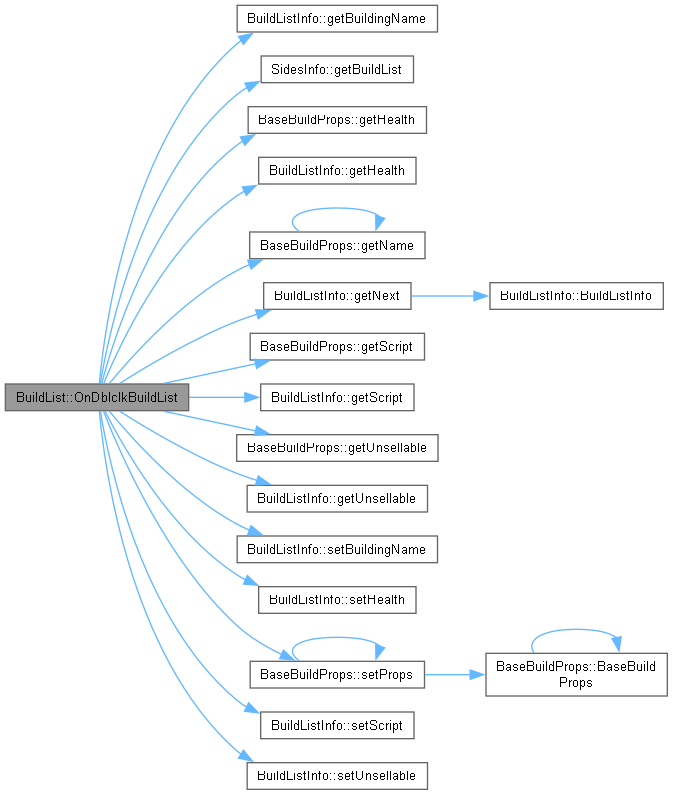 BuildListInfo::getBuildingName
SidesInfo::getBuildList
BaseBuildProps::getHealth
BuildListInfo::getHealth
BaseBuildProps::getName
BuildListInfo::getNext
BuildListInfo::BuildListInfo
BaseBuildProps::getScript
BuildList::OnDblclkBuildList
BuildListInfo::getScript
BaseBuildProps::getUnsellable
BuildListInfo::getUnsellable
BuildListInfo::setBuildingName
BuildListInfo::setHealth
BaseBuildProps::setProps
BaseBuildProps::BaseBuild
Props
BuildListInfo::setScript
BuildListInfo::setUnsellable